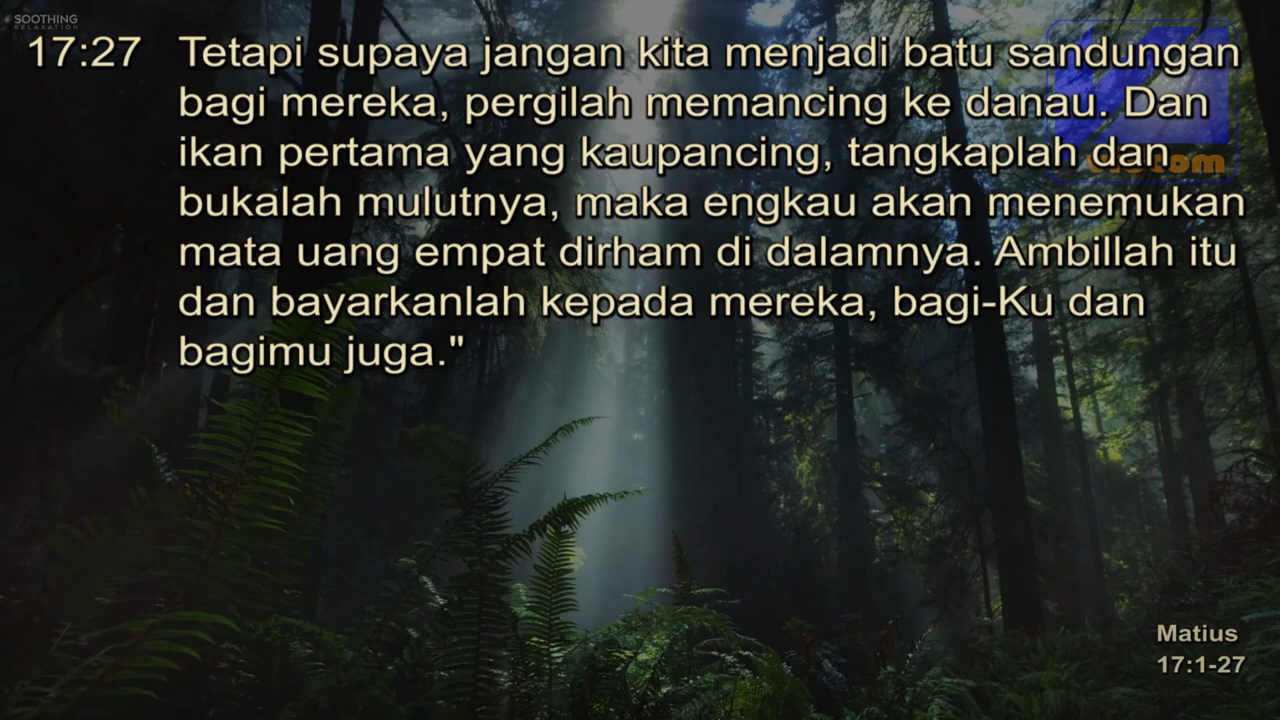 SOOTHING
RELAXATION
17:27 Tetapi supaya jangan kita menjadi batu sandungan
bagi mereka, pergilah memancing ke danau. Dan
ikan pertama yang kaupancing, tangkaplah dan
bukalah mulutnya, maka engkau akan menemukan
mata uang empat dirham di dalamnya. Ambillah itu
dan bayarkanlah kepada mereka, bagi-Ku dan
bagimu juga."
Matius
17:1-27